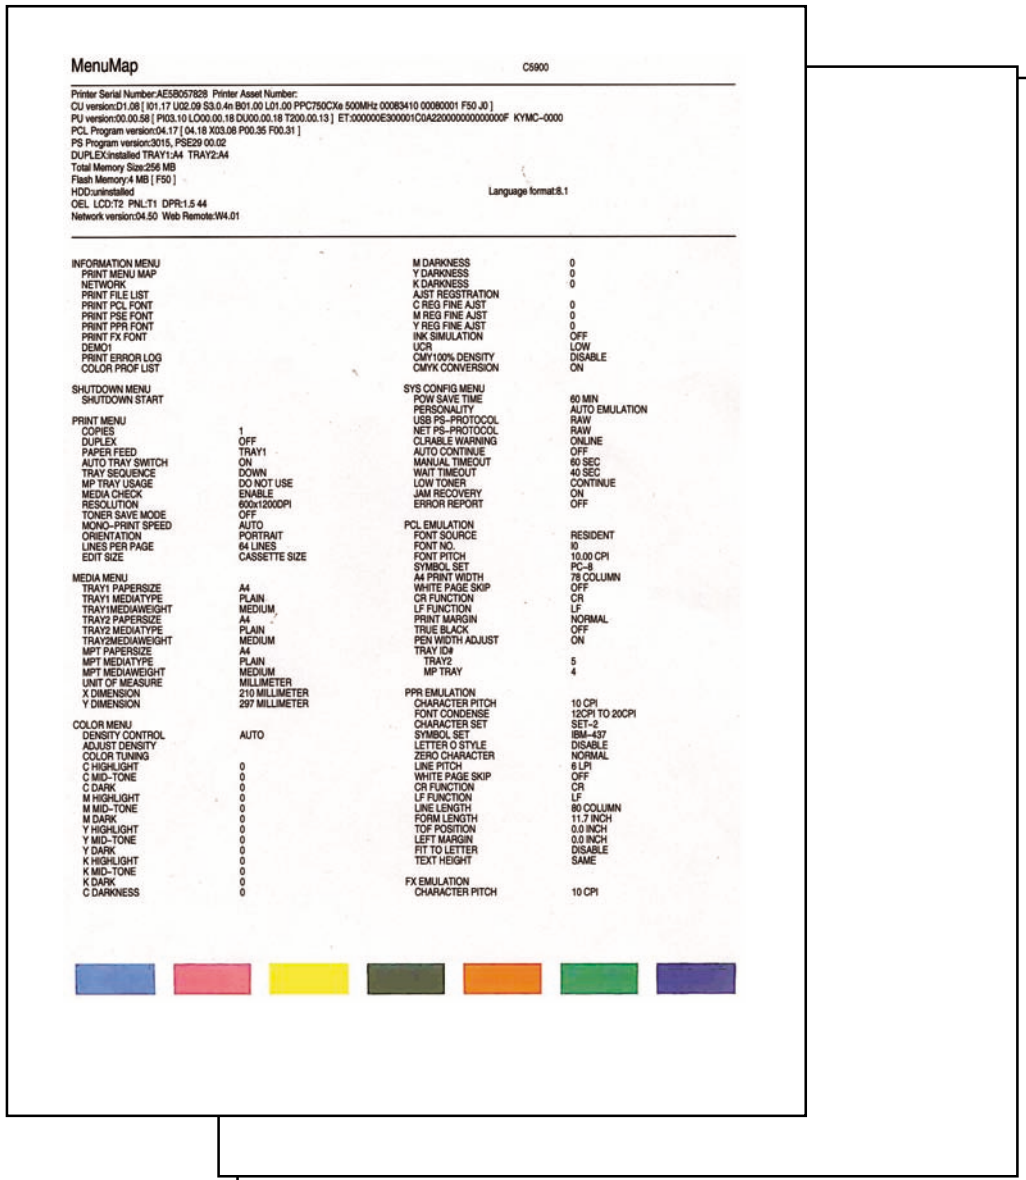 MenuMap C5900
Printer Serial Number:AE5B057828 Printer Asset Number:
CU version:D1.08 [ I01.17 U02.09 S3.0.4n B01.00 L01.00 PPC750CXe 500MHz 00083410 00080001 F50 J0 ]
PU version:00.00.58 [ PI03.10 LO00.00.18 DU00.00.18 T200.00.13 ] ET:000000E300001C0A220000000000000F KYMC-0000
PCL Program version:04.17 [ 04.18 X03.08 P00.35 F00.31 ]
PS Program version:3015, PSE29 00.02
DUPLEX:installed TRAY1:A4 TRAY2:A4
Total Memory Size:256 MB
Flash Memory:4 MB [ F50 ]
HDD:uninstalled Language format:8.1
OEL LCD:T2 PNL:T1 DPR:1.5 44
Network version:04.50 Web Remote:W4.01
INFORMATION MENU
PRINT MENU MAP
NETWORK
PRINT FILE LIST
PRINT PCL FONT
PRINT PSE FONT
PRINT PPR FONT
PRINT FX FONT
DEMO1
PRINT ERROR LOG
COLOR PROF LIST
SHUTDOWN MENU
SHUTDOWN START
PRINT MENU
COPIES 1
DUPLEX OFF
PAPER FEED TRAY1
AUTO TRAY SWITCH ON
TRAY SEQUENCE DOWN
MP TRAY USAGE DO NOT USE
MEDIA CHECK ENABLE
RESOLUTION 600x1200DPI
TONER SAVE MODE OFF
MONO-PRINT SPEED AUTO
ORIENTATION PORTRAIT
LINES PER PAGE 64 LINES
EDIT SIZE CASSETTE SIZE
MEDIA MENU
TRAY1 PAPERSIZE A4
TRAY1 MEDIATYPE PLAIN
TRAY1MEDIAWEIGHT MEDIUM
TRAY2 PAPERSIZE A4
TRAY2 MEDIATYPE PLAIN
TRAY2MEDIAWEIGHT MEDIUM
MPT PAPERSIZE A4
MPT MEDIATYPE PLAIN
MPT MEDIAWEIGHT MEDIUM
UNIT OF MEASURE MILLIMETER
X DIMENSION 210 MILLIMETER
Y DIMENSION 297 MILLIMETER
COLOR MENU
DENSITY CONTROL AUTO
ADJUST DENSITY
COLOR TUNING
C HIGHLIGHT 0
C MID-TONE 0
C DARK 0
M HIGHLIGHT 0
M MID-TONE 0
M DARK 0
Y HIGHLIGHT 0
Y MID-TONE 0
Y DARK 0
K HIGHLIGHT 0
K MID-TONE 0
K DARK 0
C DARKNESS 0
M DARKNESS 0
Y DARKNESS 0
K DARKNESS 0
AJST REGSTRATION
C REG FINE AJST 0
M REG FINE AJST 0
Y REG FINE AJST 0
INK SIMULATION OFF
UCR LOW
CMY100% DENSITY DISABLE
CMYK CONVERSION ON
SYS CONFIG MENU
POW SAVE TIME 60 MIN
PERSONALITY AUTO EMULATION
USB PS-PROTOCOL RAW
NET PS-PROTOCOL RAW
CLRABLE WARNING ONLINE
AUTO CONTINUE OFF
MANUAL TIMEOUT 60 SEC
WAIT TIMEOUT 40 SEC
LOW TONER CONTINUE
JAM RECOVERY ON
ERROR REPORT OFF
PCL EMULATION
FONT SOURCE RESIDENT
FONT NO. I0
FONT PITCH 10.00 CPI
SYMBOL SET PC-8
A4 PRINT WIDTH 78 COLUMN
WHITE PAGE SKIP OFF
CR FUNCTION CR
LF FUNCTION LF
PRINT MARGIN NORMAL
TRUE BLACK OFF
PEN WIDTH ADJUST ON
TRAY ID#
TRAY2 5
MP TRAY 4
PPR EMULATION
CHARACTER PITCH 10 CPI
FONT CONDENSE 12CPI TO 20CPI
CHARACTER SET SET-2
SYMBOL SET IBM-437
LETTER O STYLE DISABLE
ZERO CHARACTER NORMAL
LINE PITCH 6 LPI
WHITE PAGE SKIP OFF
CR FUNCTION CR
LF FUNCTION LF
LINE LENGTH 80 COLUMN
FORM LENGTH 11.7 INCH
TOF POSITION 0.0 INCH
LEFT MARGIN 0.0 INCH
FIT TO LETTER DISABLE
TEXT HEIGHT SAME
FX EMULATION
CHARACTER PITCH 10 CPI